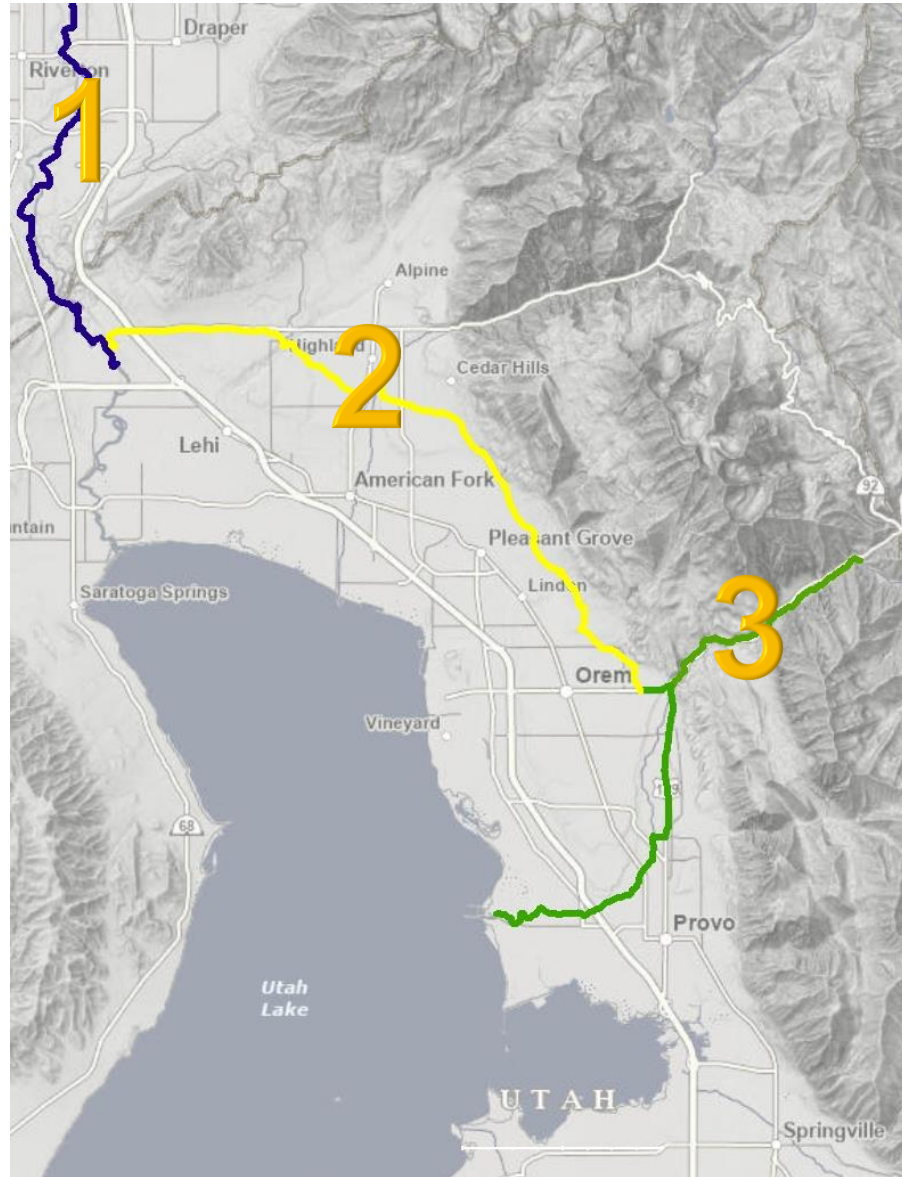 Draper
Riverton
1
Alpine
Highland
2
Cedar Hills
Lehi
American Fork
92
ntain
Pleasant Grove
Linden
Saratoga Springs
3
Orem
Vineyard
189
68
Provo
Utah
Lake
UTAH
Springville